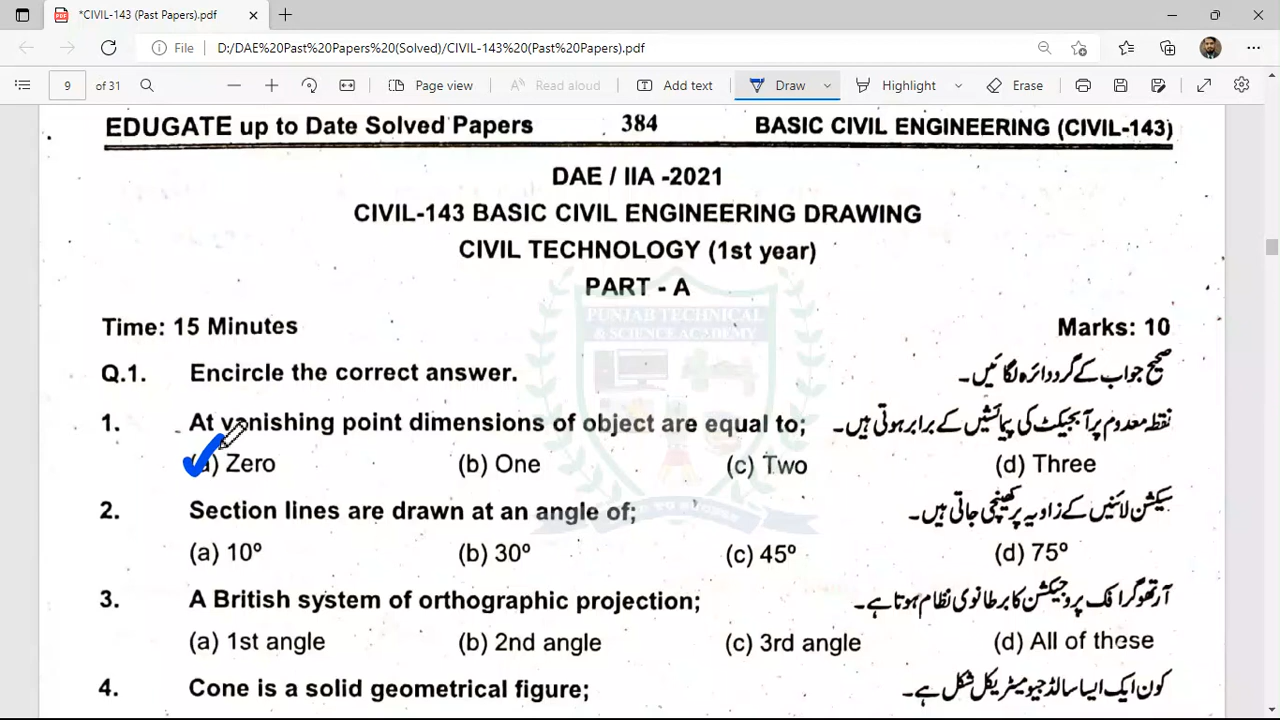 *CIVIL-143 (Past Papers).pdf
File D:/DAE%20Past%20Papers%20(Solved)/CIVIL-143%20(Past%20Papers).pdf
9 of 31 Page view Read aloud Add text Draw Highlight Erase
EDUGATE up to Date Solved Papers 384 BASIC CIVIL ENGINEERING (CIVIL-143)
DAE / IIA -2021
CIVIL-143 BASIC CIVIL ENGINEERING DRAWING
CIVIL TECHNOLOGY (1st year)
PART - A
PUNJAB TECHNICAL
& SCIENCE ACADEMY
Time: 15 Minutes Marks: 10
Q.1. Encircle the correct answer. صحیح جواب کے گرد دائرہ لگائیں۔
1. At vanishing point dimensions of object are equal to; نقطہ معدوم پر آبجیکٹ کی پیمائشیں کے برابر ہوتی ہیں۔
(a) Zero (b) One (c) Two (d) Three
2. Section lines are drawn at an angle of; سیکشن لائنیں کے زاویہ پر کھینچی جاتی ہیں۔
(a) 10º (b) 30º (c) 45º (d) 75º
3. A British system of orthographic projection; آرتھوگرافک پروجیکشن کا برطانوی نظام ہوتا ہے۔
(a) 1st angle (b) 2nd angle (c) 3rd angle (d) All of these
4. Cone is a solid geometrical figure; کون ایک ایسا سالڈ جیومیٹریکل شکل ہے۔